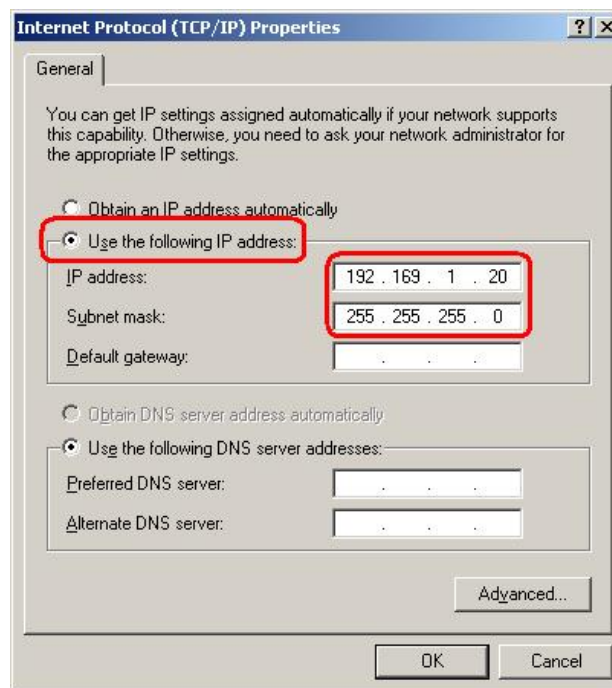 Internet Protocol (TCP/IP) Properties
General
You can get IP settings assigned automatically if your network supports
this capability. Otherwise, you need to ask your network administrator for
the appropriate IP settings.
Obtain an IP address automatically
Use the following IP address:
IP address: 192 . 169 . 1 . 20
Subnet mask: 255 . 255 . 255 . 0
Default gateway: . . .
Obtain DNS server address automatically
Use the following DNS server addresses:
Preferred DNS server: . . .
Alternate DNS server: . . .
Advanced...
OK Cancel